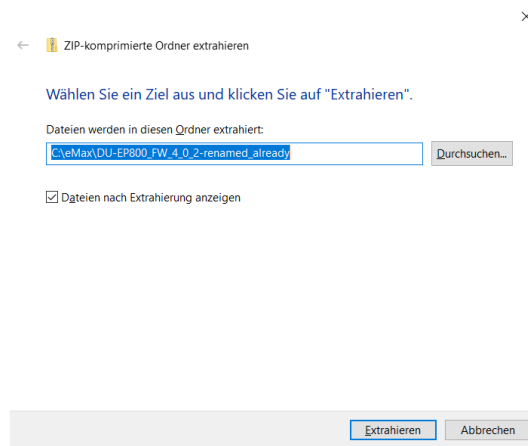 ZIP-komprimierte Ordner extrahieren
Wählen Sie ein Ziel aus und klicken Sie auf "Extrahieren".
Dateien werden in diesen Ordner extrahiert:
C:\eMax\DU-EP800_FW_4_0_2-renamed_already
Durchsuchen...
Dateien nach Extrahierung anzeigen
Extrahieren
Abbrechen